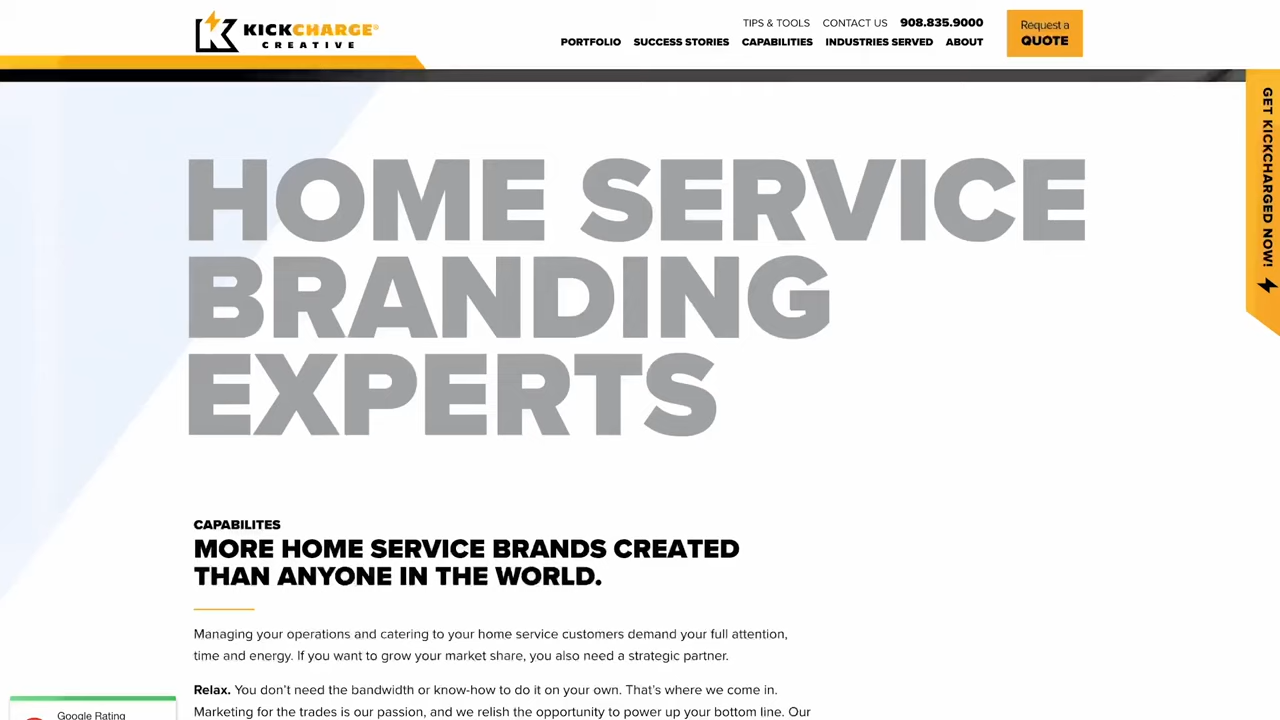 KICKCHARGE®
CREATIVE
TIPS & TOOLS CONTACT US 908.835.9000
PORTFOLIO SUCCESS STORIES CAPABILITIES INDUSTRIES SERVED ABOUT
Request a
QUOTE
GET KICKCHARGED NOW!
HOME SERVICE
BRANDING
EXPERTS
CAPABILITES
MORE HOME SERVICE BRANDS CREATED
THAN ANYONE IN THE WORLD.
Managing your operations and catering to your home service customers demand your full attention,
time and energy. If you want to grow your market share, you also need a strategic partner.
Relax. You don't need the bandwidth or know-how to do it on your own. That's where we come in.
Marketing for the trades is our passion, and we relish the opportunity to power up your bottom line. Our
Google Rating